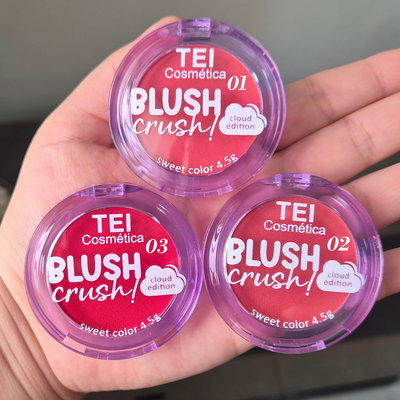 TEI
Cosmética
01
BLUSH
crush!
cloud
edition
sweet color 4.5g
TEI
Cosmética
03
BLUSH
crush!
cloud
edition
sweet color 4.5g
TEI
Cosmética
02
BLUSH
crush!
cloud
edition
sweet color 4.5g